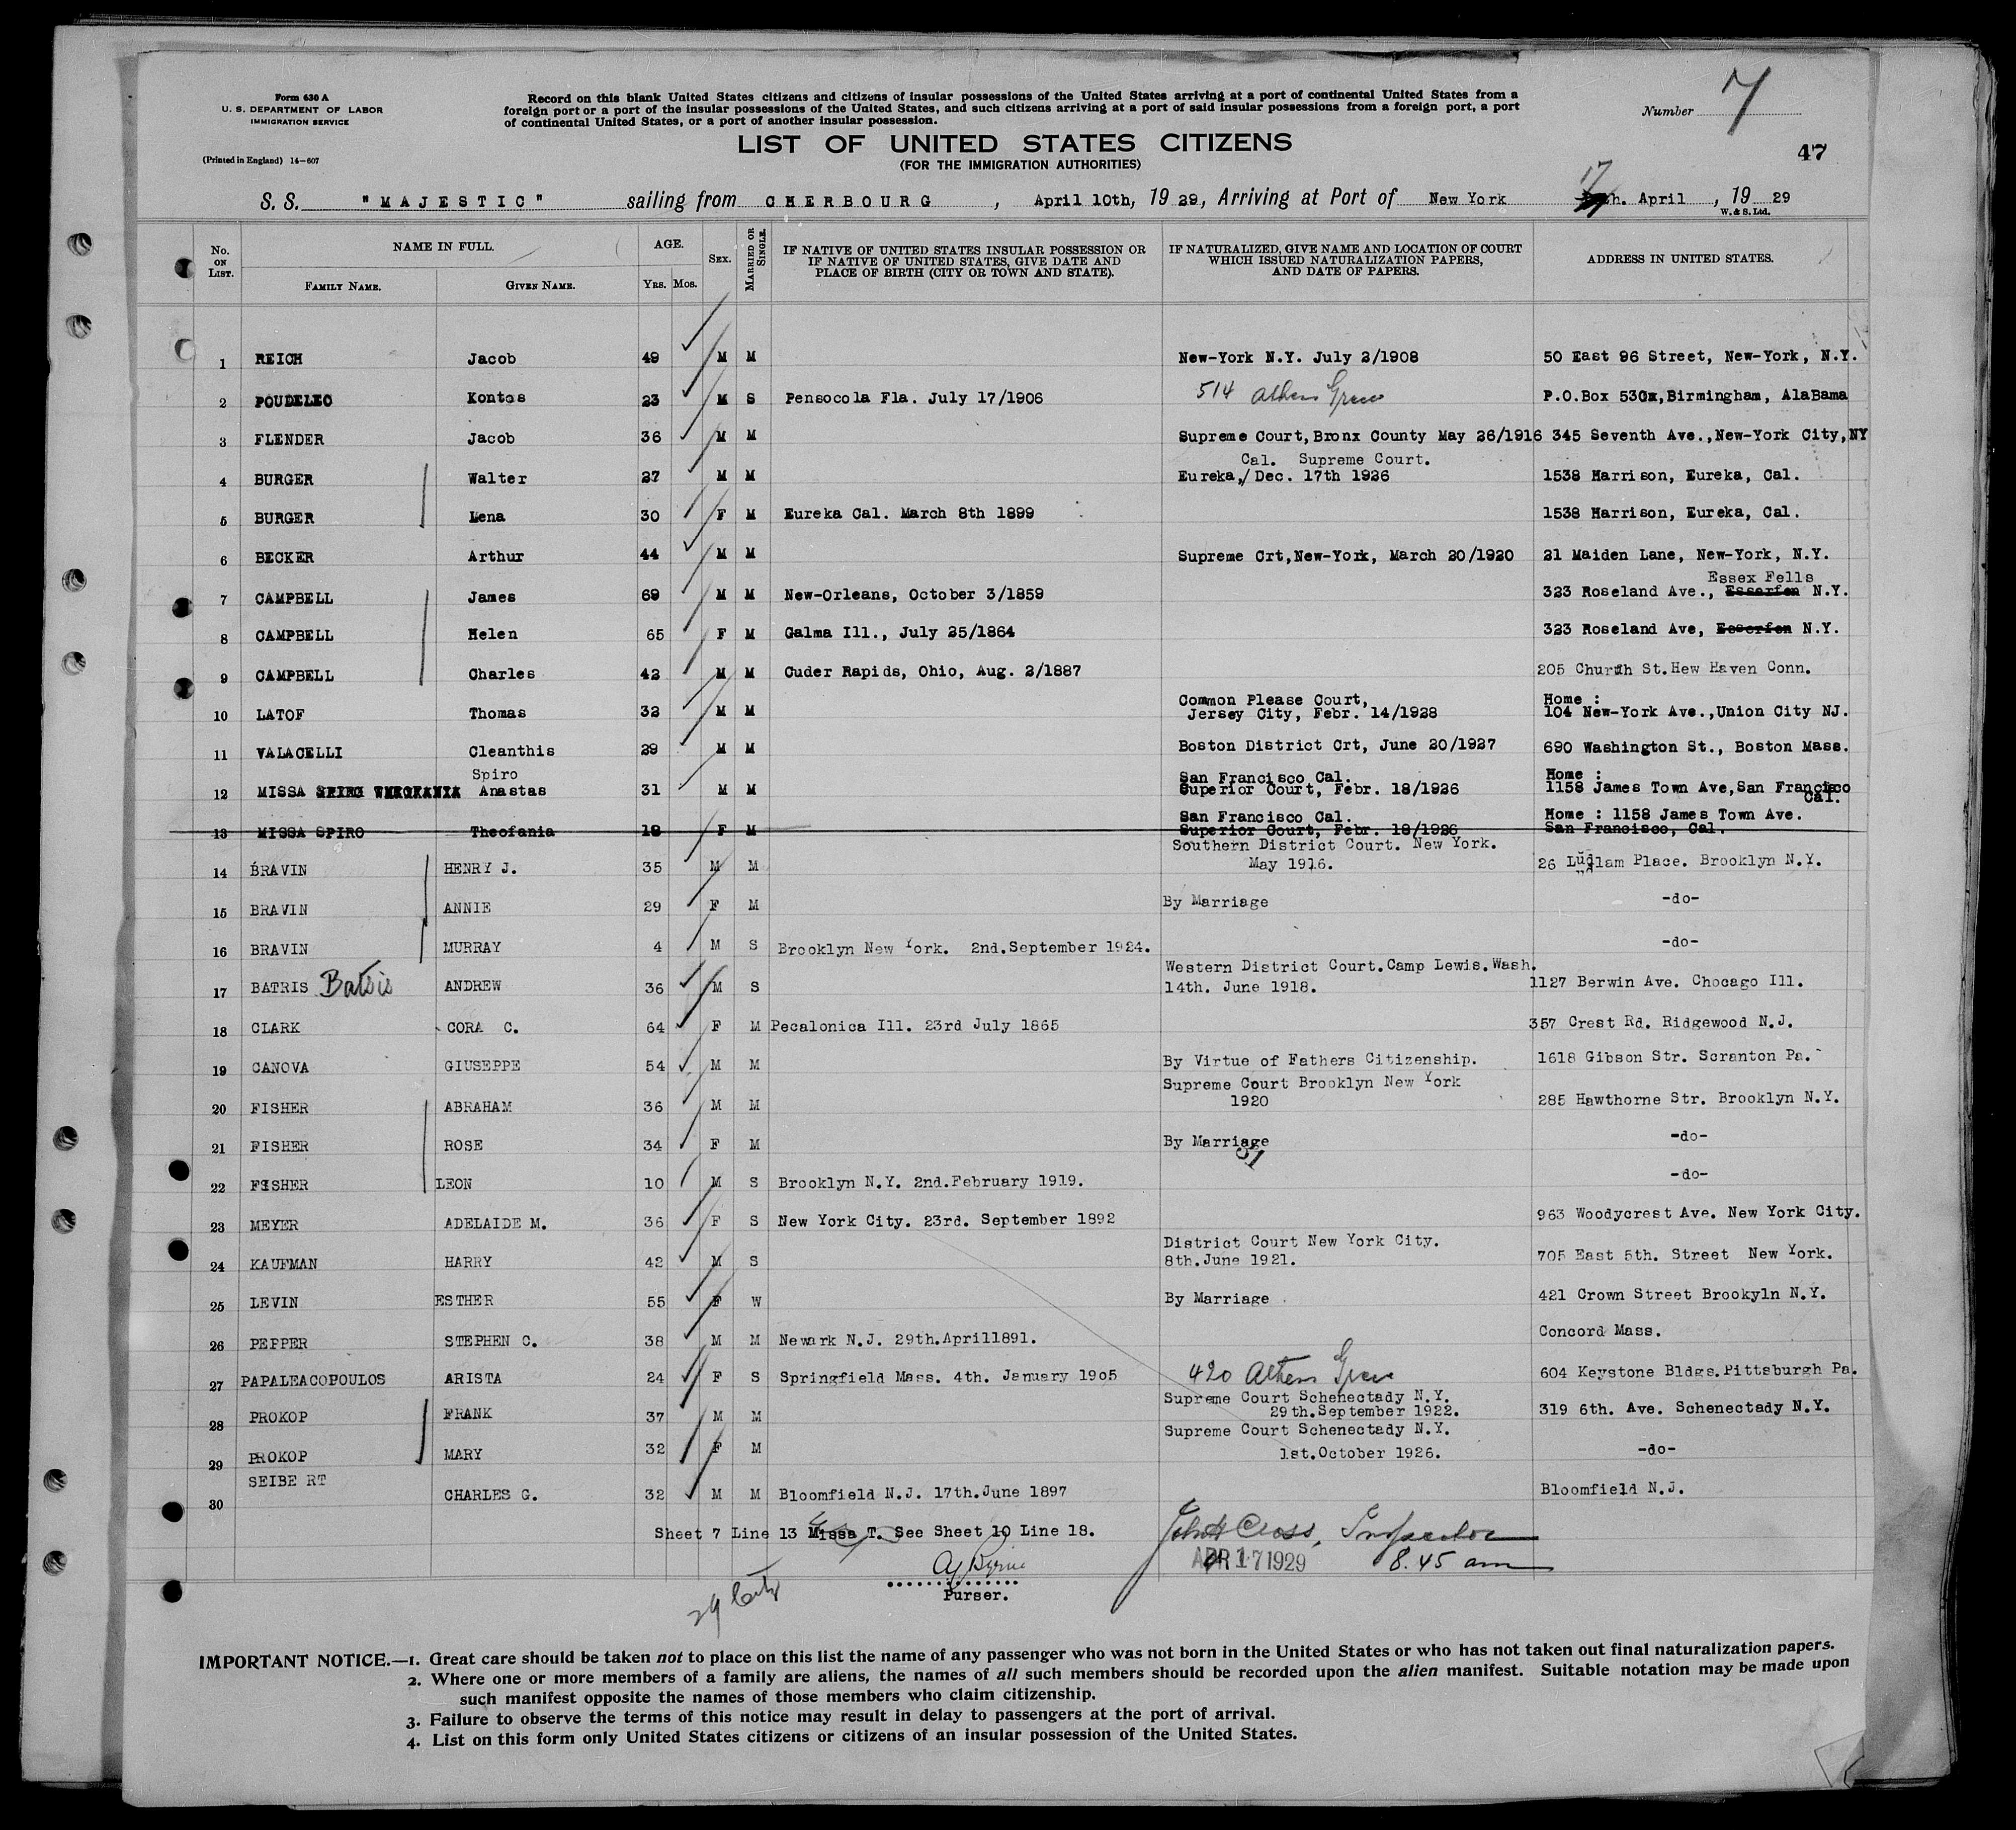 Form 630 A
U. S. DEPARTMENT OF LABOR
IMMIGRATION SERVICE
(Printed in England) 14-607
Record on this blank United States citizens and citizens of insular possessions of the United States arriving at a port of continental United States from a
foreign port or a port of the insular possessions of the United States, and such citizens arriving at a port of said insular possessions from a foreign port, a port
of continental United States, or a port of another insular possession.
Number 7
LIST OF UNITED STATES CITIZENS
(FOR THE IMMIGRATION AUTHORITIES)
47
S. S. "MAJESTIC" sailing from CHERBOURG, April 10th, 1929, Arriving at Port of New York 17 th. April, 1929
W. & S. Ltd.
No. ON LIST. NAME IN FULL. AGE. SEX. MARRIED OR SINGLE. IF NATIVE OF UNITED STATES INSULAR POSSESSION OR IF NATIVE OF UNITED STATES, GIVE DATE AND PLACE OF BIRTH (CITY OR TOWN AND STATE). IF NATURALIZED, GIVE NAME AND LOCATION OF COURT WHICH ISSUED NATURALIZATION PAPERS, AND DATE OF PAPERS. ADDRESS IN UNITED STATES.
FAMILY NAME. GIVEN NAME. YRS. MOS.
1 REICH Jacob 49 M M New-York N.Y. July 2/1908 50 East 96 Street, New-York, N.Y.
2 POUDELEC Kontos 23 M S Pensocola Fla. July 17/1906 514 Athens Greece P.O.Box 530x,Birmingham, AlaBama
3 FLENDER Jacob 36 M M Supreme Court,Bronx County May 26/1916 345 Seventh Ave.,New-York City,NY
Cal. Supreme Court.
4 BURGER Walter 27 M M Eureka,/Dec. 17th 1926 1538 Harrison, Eureka, Cal.
5 BURGER Lena 30 F M Eureka Cal. March 8th 1899 1538 Harrison, Eureka, Cal.
6 BECKER Arthur 44 M M Supreme Crt,New-York, March 20/1920 21 Maiden Lane, New-York, N.Y.
Essex Fells
7 CAMPBELL James 69 M M New-Orleans, October 3/1859 323 Roseland Ave., Esserfen N.Y.
8 CAMPBELL Helen 65 F M Galma Ill., July 25/1864 323 Roseland Ave, Esserfen N.Y.
9 CAMPBELL Charles 42 M M Cuder Rapids, Ohio, Aug. 2/1887 205 Church St.Hew Haven Conn.
Common Please Court, Home :
10 LATOF Thomas 32 M M Jersey City, Febr. 14/1928 104 New-York Ave.,Union City NJ.
11 VALACELLI Cleanthis 29 M M Boston District Crt, June 20/1927 690 Washington St., Boston Mass.
Spiro San Francisco Cal. Home :
12 MISSA SPIRO Anastas 31 M M Superior Court, Febr. 18/1926 1158 James Town Ave,San Francisco
Cal.
San Francisco Cal. Home : 1158 James Town Ave.
13 MISSA SPIRO Theofania 18 F M Superior Court, Febr. 18/1926 San Francisco, Cal.
Southern District Court. New York.
14 BRAVIN HENRY J. 35 M M May 1916. 26 Ludlam Place. Brooklyn N.Y.
15 BRAVIN ANNIE 29 F M By Marriage -do-
16 BRAVIN MURRAY 4 M S Brooklyn New York. 2nd.September 1924. -do-
Western District Court.Camp Lewis.Wash.
17 BATRIS Batsis ANDREW 36 M S 14th. June 1918. 1127 Berwin Ave. Chocago Ill.
18 CLARK CORA C. 64 F M Pecalonica Ill. 23rd July 1865 357 Crest Rd. Ridgewood N.J.
19 CANOVA GIUSEPPE 54 M M By Virtue of Fathers Citizenship. 1618 Gibson Str. Scranton Pa.
Supreme Court Brooklyn New York
20 FISHER ABRAHAM 36 M M 1920 285 Hawthorne Str. Brooklyn N.Y.
21 FISHER ROSE 34 F M By Marriage -do-
31
22 FISHER LEON 10 M S Brooklyn N.Y. 2nd.February 1919. -do-
23 MEYER ADELAIDE M. 36 F S New York City. 23rd. September 1892 963 Woodycrest Ave. New York City.
District Court New York City.
24 KAUFMAN HARRY 42 M S 8th.June 1921. 705 East 5th. Street New York.
25 LEVIN ESTHER 55 F W By Marriage 421 Crown Street Brookyln N.Y.
26 PEPPER STEPHEN C. 38 M M Newark N.J. 29th.April1891. Concord Mass.
27 PAPALEACOPOULOS ARISTA 24 F S Springfield Mass. 4th. January 1905 420 Athens Greece 604 Keystone Bldgs.Pittsburgh Pa.
Supreme Court Schenectady N.Y.
28 PROKOP FRANK 37 M M 29th.September 1922. 319 6th. Ave. Schenectady N.Y.
Supreme Court Schenectady N.Y.
29 PROKOP MARY 32 F M 1st.October 1926. -do-
30 SEIBERT CHARLES G. 32 M M Bloomfield N.J. 17th.June 1897 Bloomfield N.J.
Sheet 7 Line 13 Missa T. See Sheet 10 Line 18.
John H Cross, Inspector
APR 17 1929 8.45 am
Purser.
IMPORTANT NOTICE.—1. Great care should be taken not to place on this list the name of any passenger who was not born in the United States or who has not taken out final naturalization papers.
2. Where one or more members of a family are aliens, the names of all such members should be recorded upon the alien manifest. Suitable notation may be made upon
such manifest opposite the names of those members who claim citizenship.
3. Failure to observe the terms of this notice may result in delay to passengers at the port of arrival.
4. List on this form only United States citizens or citizens of an insular possession of the United States.